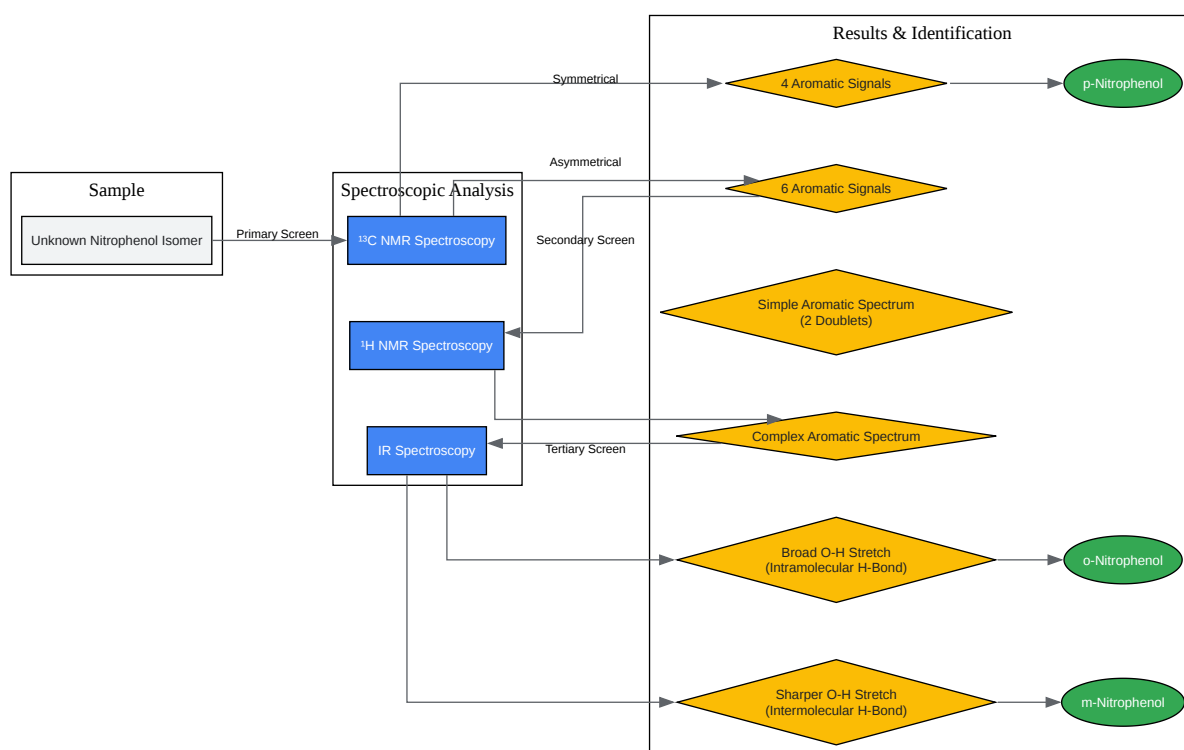 Results & Identification
Symmetrical
4 Aromatic Signals
p-Nitrophenol
Asymmetrical
6 Aromatic Signals
Sample
Unknown Nitrophenol Isomer
Primary Screen
Spectroscopic Analysis
¹³C NMR Spectroscopy
Secondary Screen
Simple Aromatic Spectrum
(2 Doublets)
¹H NMR Spectroscopy
Complex Aromatic Spectrum
IR Spectroscopy
Tertiary Screen
Broad O-H Stretch
(Intramolecular H-Bond)
o-Nitrophenol
Sharper O-H Stretch
(Intermolecular H-Bond)
m-Nitrophenol